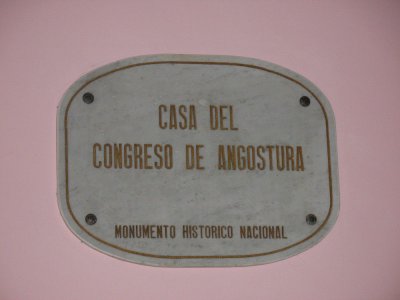 CASA DEL
CONGRESO DE ANGOSTURA
MONUMENTO HISTORICO NACIONAL